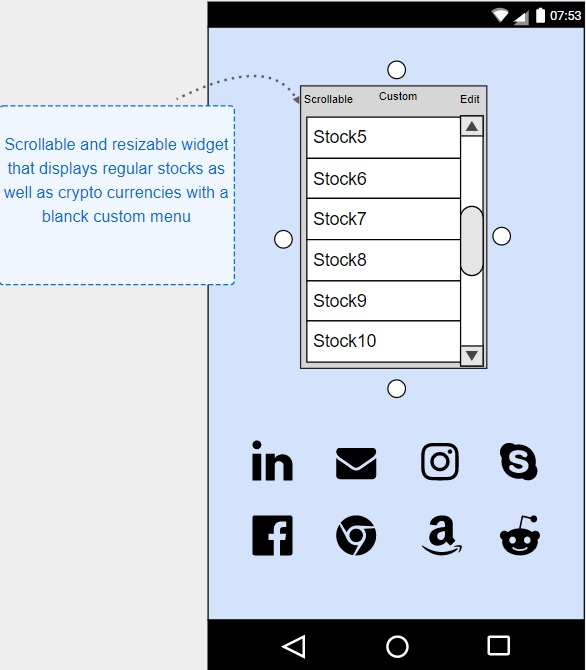 07:53
Scrollable
Custom
Edit
Scrollable and resizable widget
that displays regular stocks as
well as crypto currencies with a
blanck custom menu
Stock5
Stock6
Stock7
Stock8
Stock9
Stock10